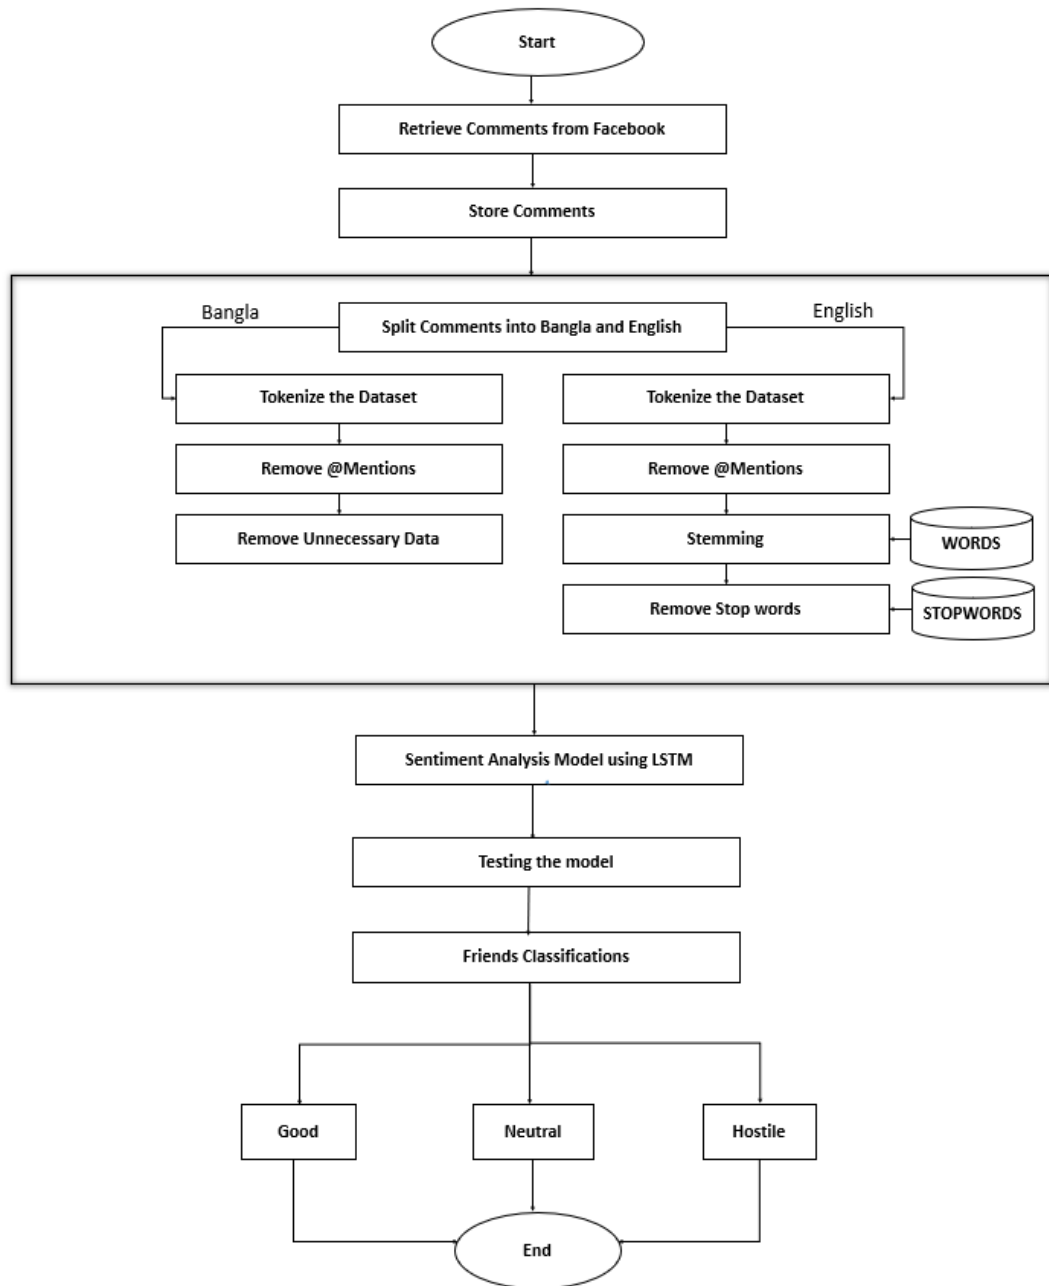 Start
Retrieve Comments from Facebook
Store Comments
Bangla
Split Comments into Bangla and English
English
Tokenize the Dataset
Tokenize the Dataset
Remove @Mentions
Remove @Mentions
Remove Unnecessary Data
Stemming
WORDS
Remove Stop words
STOPWORDS
Sentiment Analysis Model using LSTM
Testing the model
Friends Classifications
Good
Neutral
Hostile
End